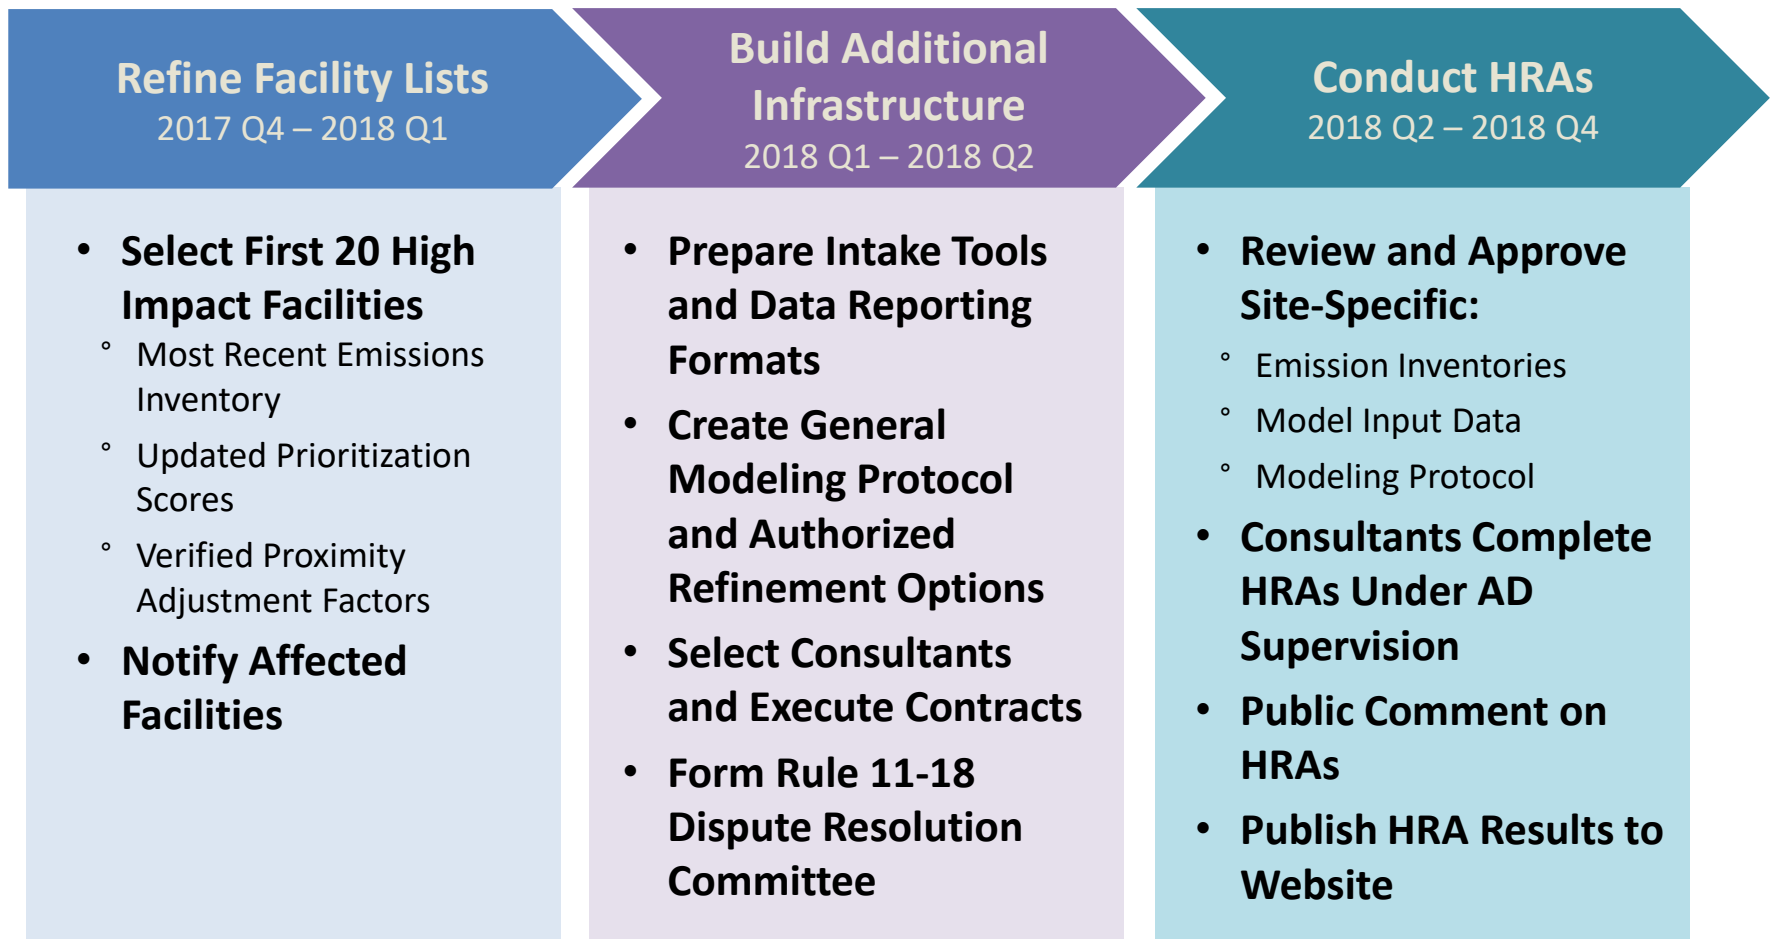 Refine Facility Lists
2017 Q4 – 2018 Q1
• Select First 20 High
Impact Facilities
° Most Recent Emissions
Inventory
° Updated Prioritization
Scores
° Verified Proximity
Adjustment Factors
• Notify Affected
Facilities
Build Additional
Infrastructure
2018 Q1 – 2018 Q2
• Prepare Intake Tools
and Data Reporting
Formats
• Create General
Modeling Protocol
and Authorized
Refinement Options
• Select Consultants
and Execute Contracts
• Form Rule 11-18
Dispute Resolution
Committee
Conduct HRAs
2018 Q2 – 2018 Q4
• Review and Approve
Site-Specific:
° Emission Inventories
° Model Input Data
° Modeling Protocol
• Consultants Complete
HRAs Under AD
Supervision
• Public Comment on
HRAs
• Publish HRA Results to
Website